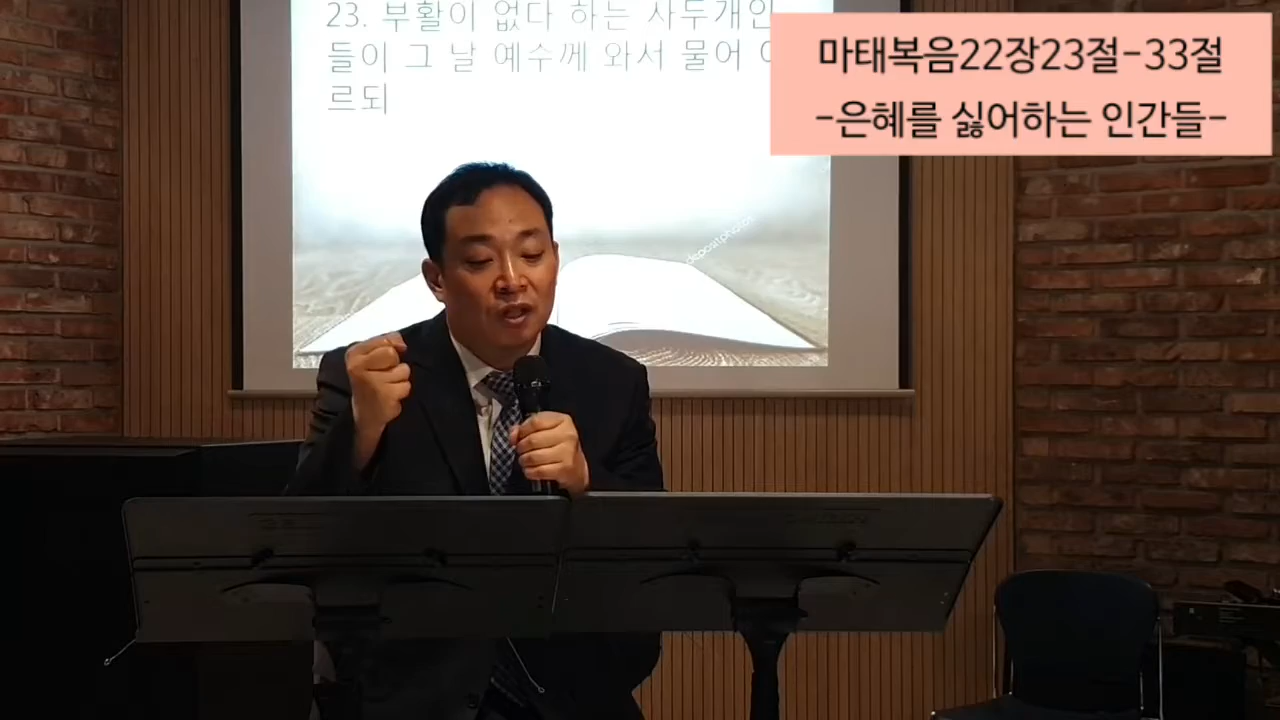 23. 부활이 없다 하는 사두개인
들이 그 날 예수께 와서 물어
르되
마태복음22장23절-33절
-은혜를 싫어하는 인간들-
depositphotos